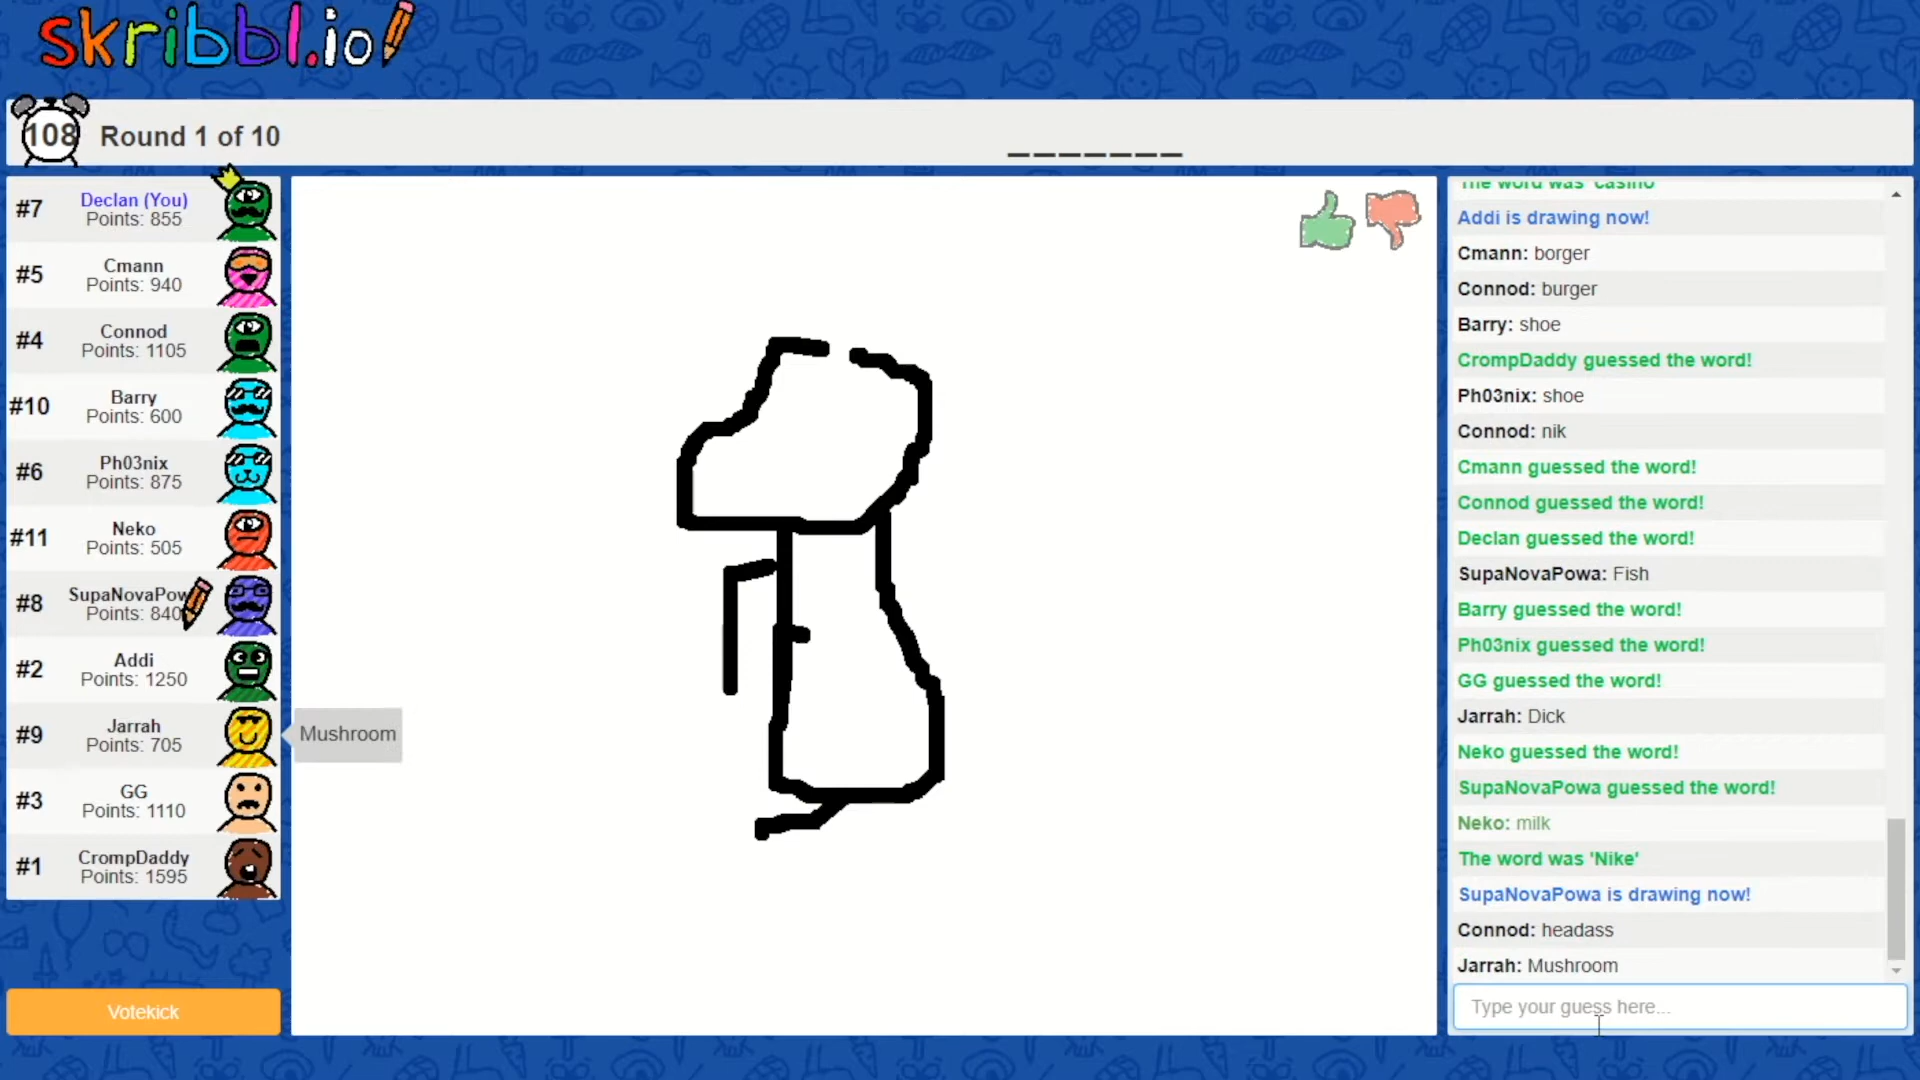 skribbl.io
108
Round 1 of 10
_______
#7
Declan (You)
Points: 855
#5
Cmann
Points: 940
#4
Connod
Points: 1105
#10
Barry
Points: 600
#6
Ph03nix
Points: 875
#11
Neko
Points: 505
#8
SupaNovaPow
Points: 840
#2
Addi
Points: 1250
#9
Jarrah
Points: 705
#3
GG
Points: 1110
#1
CrompDaddy
Points: 1595
Votekick
Mushroom
The word was 'casino'
Addi is drawing now!
Cmann: borger
Connod: burger
Barry: shoe
CrompDaddy guessed the word!
Ph03nix: shoe
Connod: nik
Cmann guessed the word!
Connod guessed the word!
Declan guessed the word!
SupaNovaPowa: Fish
Barry guessed the word!
Ph03nix guessed the word!
GG guessed the word!
Jarrah: Dick
Neko guessed the word!
SupaNovaPowa guessed the word!
Neko: milk
The word was 'Nike'
SupaNovaPowa is drawing now!
Connod: headass
Jarrah: Mushroom
Type your guess here...